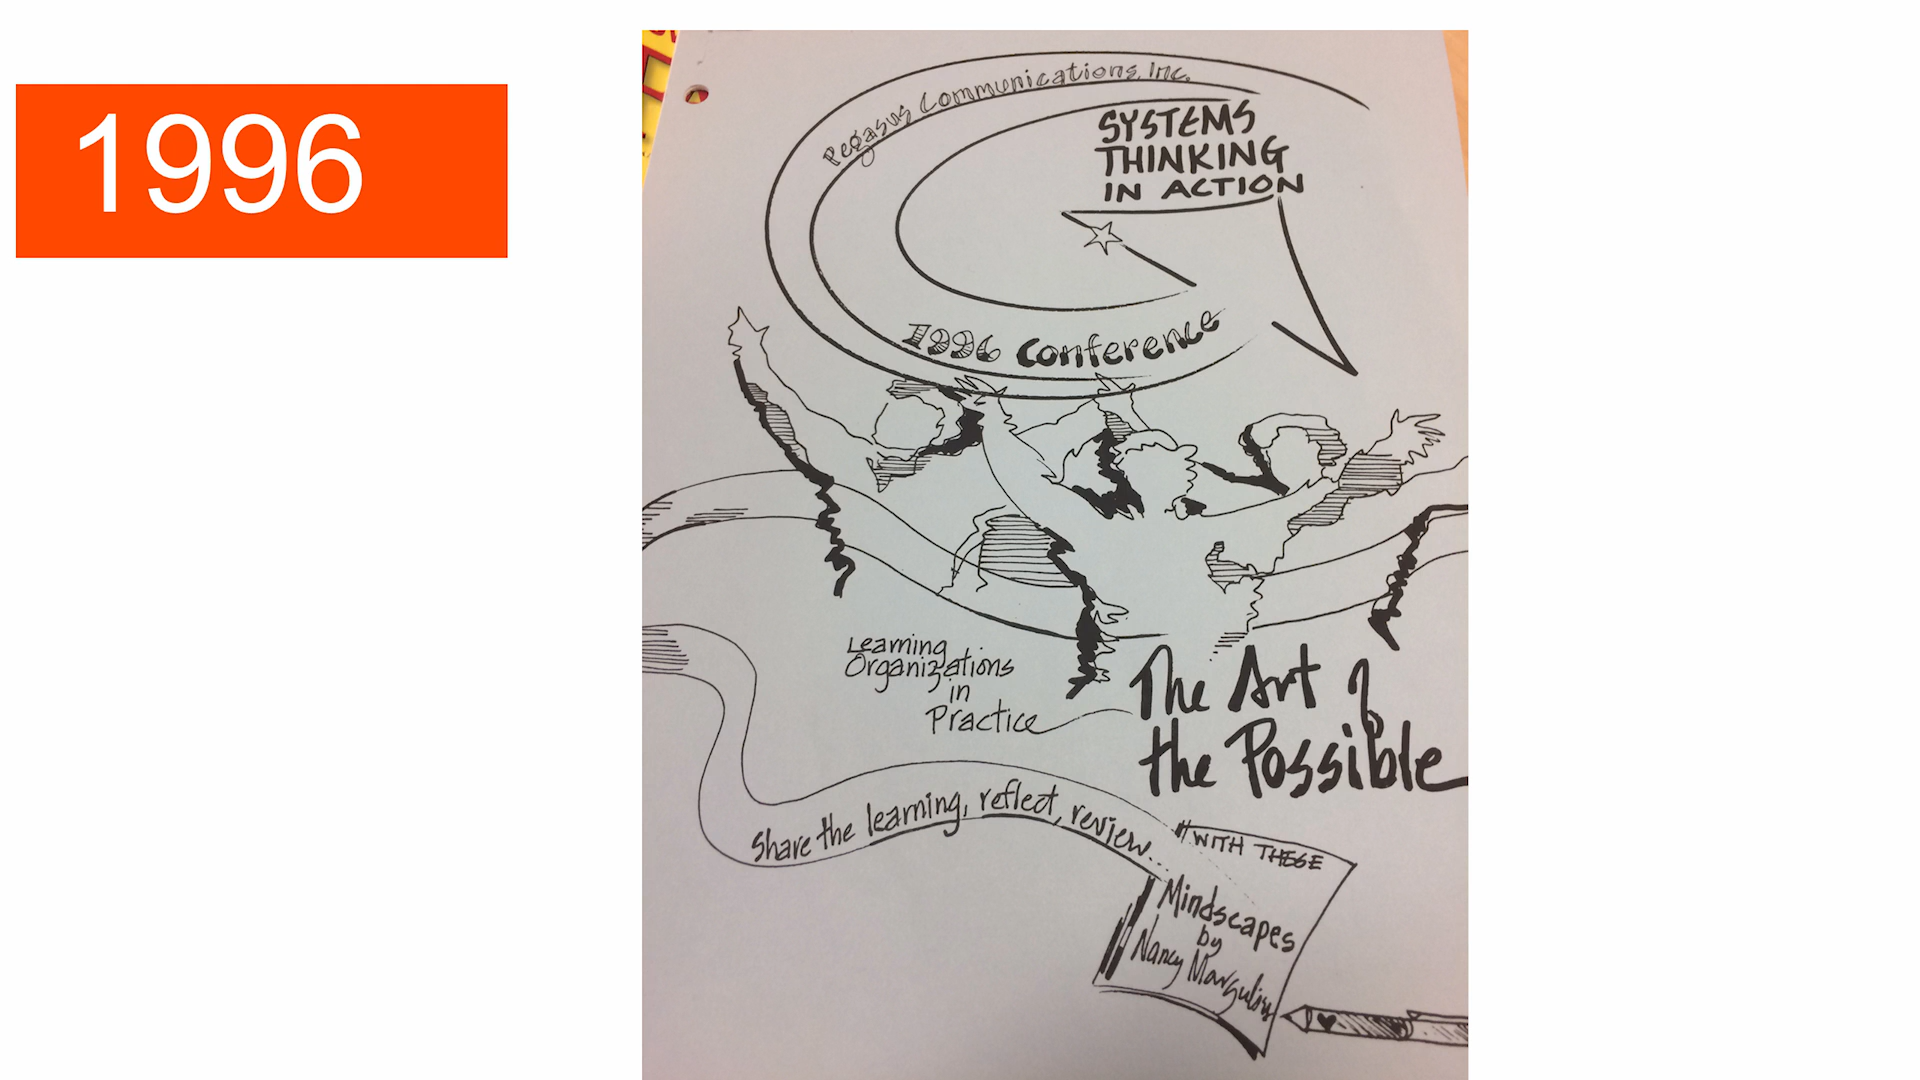 1996
Pegasus Communications, Inc.
SYSTEMS
THINKING
IN ACTION
1996 Conference
Learning
Organizations
in
Practice
The Art of
the Possible
Share the learning, reflect, review...
WITH THESE
Mindscapes
by
Nancy Margulies